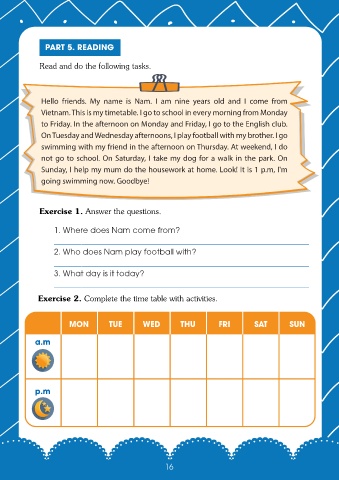 PART 5. READING
Read and do the following tasks.
Hello friends. My name is Nam. I am nine years old and I come from
Vietnam. This is my timetable. I go to school in every morning from Monday
to Friday. In the afternoon on Monday and Friday, I go to the English club.
On Tuesday and Wednesday afternoons, I play football with my brother. I go
swimming with my friend in the afternoon on Thursday. At weekend, I do
not go to school. On Saturday, I take my dog for a walk in the park. On
Sunday, I help my mum do the housework at home. Look! It is 1 p.m, I'm
going swimming now. Goodbye!
Exercise 1. Answer the questions.
1. Where does Nam come from?
2. Who does Nam play football with?
3. What day is it today?
Exercise 2. Complete the time table with activities.
MON TUE WED THU FRI SAT SUN
a.m
p.m
16